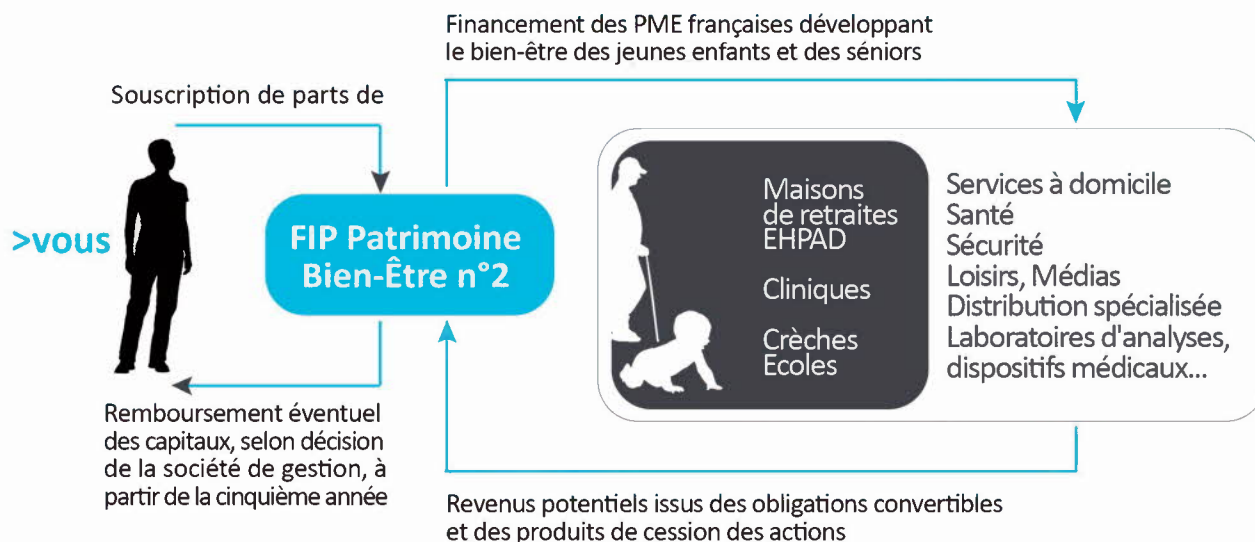 Financement des PME françaises développant
le bien-être des jeunes enfants et des séniors
Souscription de parts de
>vous
FIP Patrimoine
Bien-Être n°2
Maisons
de retraites
EHPAD
Cliniques
Crèches
Ecoles
Services à domicile
Santé
Sécurité
Loisirs, Médias
Distribution spécialisée
Laboratoires d'analyses,
dispositifs médicaux...
Remboursement éventuel
des capitaux, selon décision
de la société de gestion, à
partir de la cinquième année
Revenus potentiels issus des obligations convertibles
et des produits de cession des actions